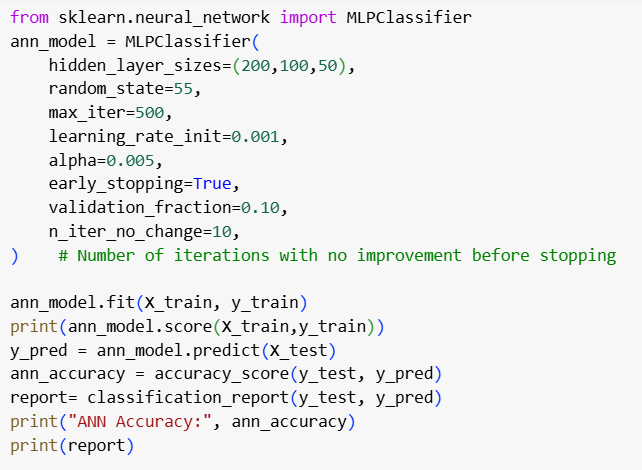 from sklearn.neural_network import MLPClassifier
ann_model = MLPClassifier(
    hidden_layer_sizes=(200,100,50),
    random_state=55,
    max_iter=500,
    learning_rate_init=0.001,
    alpha=0.005,
    early_stopping=True,
    validation_fraction=0.10,
    n_iter_no_change=10,
)    # Number of iterations with no improvement before stopping

ann_model.fit(X_train, y_train)
print(ann_model.score(X_train,y_train))
y_pred = ann_model.predict(X_test)
ann_accuracy = accuracy_score(y_test, y_pred)
report= classification_report(y_test, y_pred)
print("ANN Accuracy:", ann_accuracy)
print(report)